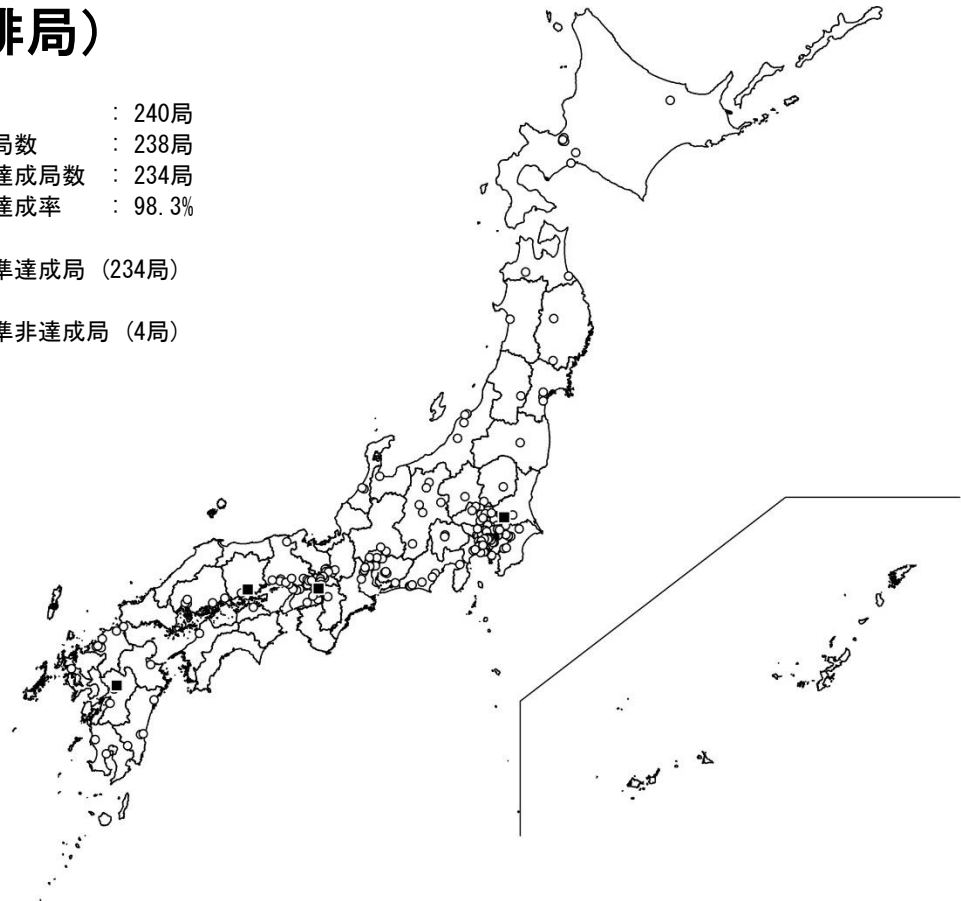 排局）
：240局
局数 ：238局
達成局数 ：234局
達成率 ：98.3%
準達成局（234局）
準非達成局（4局）